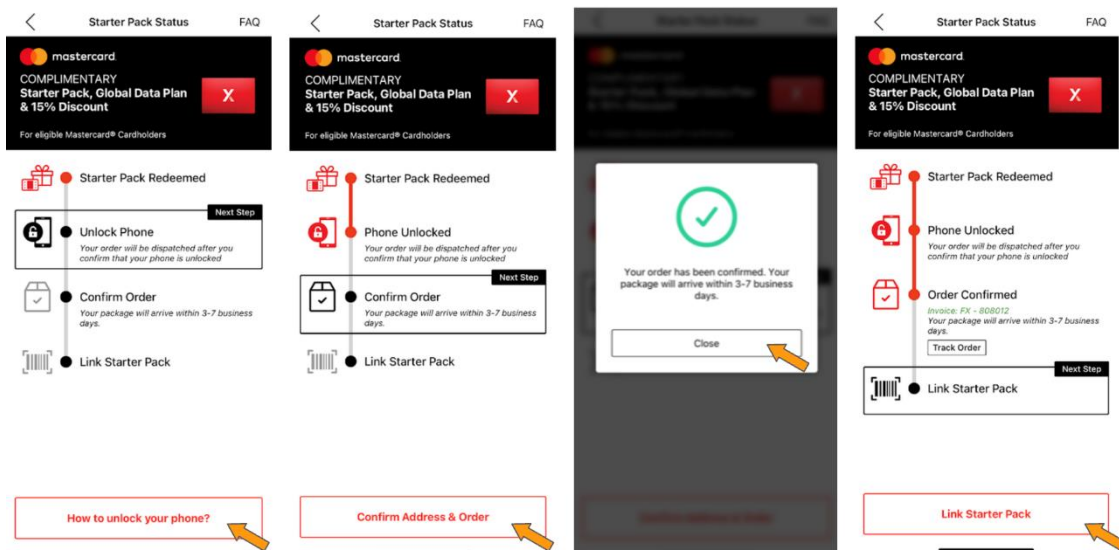 Starter Pack Status FAQ
mastercard.
COMPLIMENTARY
Starter Pack, Global Data Plan
& 15% Discount
X
For eligible Mastercard® Cardholders
Starter Pack Redeemed
Next Step
Unlock Phone
Your order will be dispatched after you
confirm that your phone is unlocked
Confirm Order
Your package will arrive within 3-7 business
days.
Link Starter Pack
How to unlock your phone?
Starter Pack Status FAQ
mastercard.
COMPLIMENTARY
Starter Pack, Global Data Plan
& 15% Discount
X
For eligible Mastercard® Cardholders
Starter Pack Redeemed
Phone Unlocked
Your order will be dispatched after you
confirm that your phone is unlocked
Next Step
Confirm Order
Your package will arrive within 3-7 business
days.
Link Starter Pack
Confirm Address & Order
Your order has been confirmed. Your
package will arrive within 3-7 business
days.
Close
Starter Pack Status FAQ
mastercard.
COMPLIMENTARY
Starter Pack, Global Data Plan
& 15% Discount
X
For eligible Mastercard® Cardholders
Starter Pack Redeemed
Phone Unlocked
Your order will be dispatched after you
confirm that your phone is unlocked
Order Confirmed
Invoice: FX - 808012
Your package will arrive within 3-7 business
days.
Track Order
Next Step
Link Starter Pack
Link Starter Pack